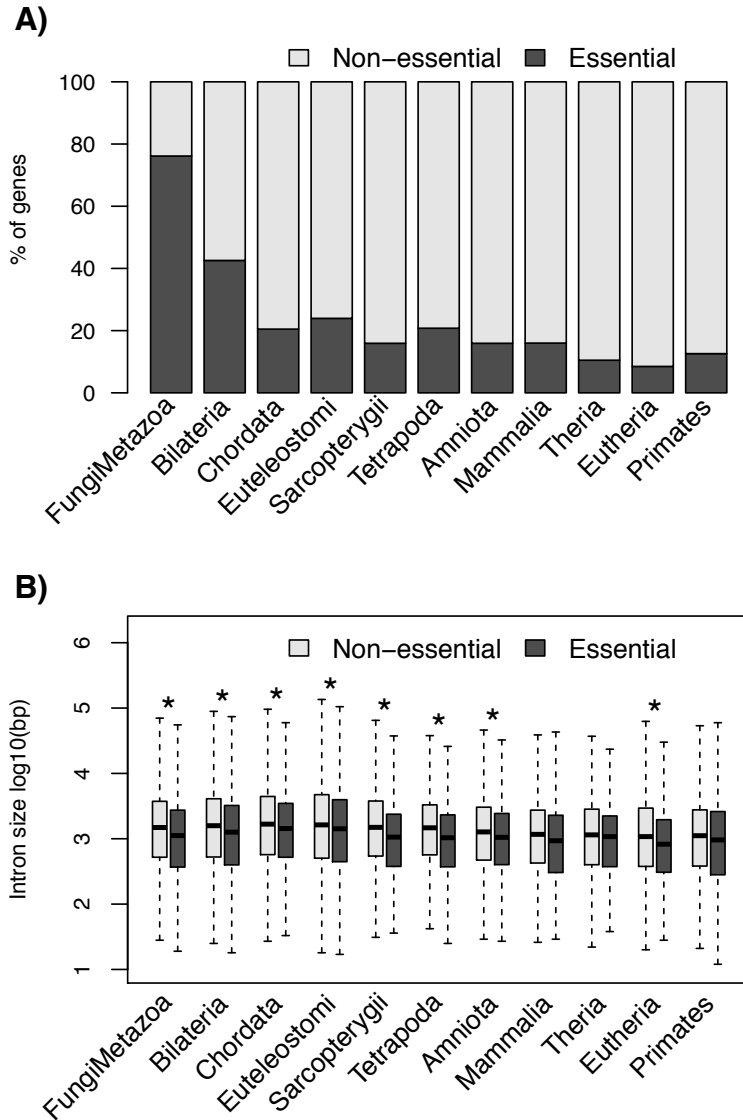 A)
Non−essential Essential
% of genes
100
80
60
40
20
0
FungiMetazoa
Bilateria
Chordata
Euteleostomi
Sarcopterygii
Tetrapoda
Amniota
Mammalia
Theria
Eutheria
Primates
B)
Non−essential Essential
Intron size log10(bp)
6
5
4
3
2
1
* * * * * * * *
FungiMetazoa
Bilateria
Chordata
Euteleostomi
Sarcopterygii
Tetrapoda
Amniota
Mammalia
Theria
Eutheria
Primates